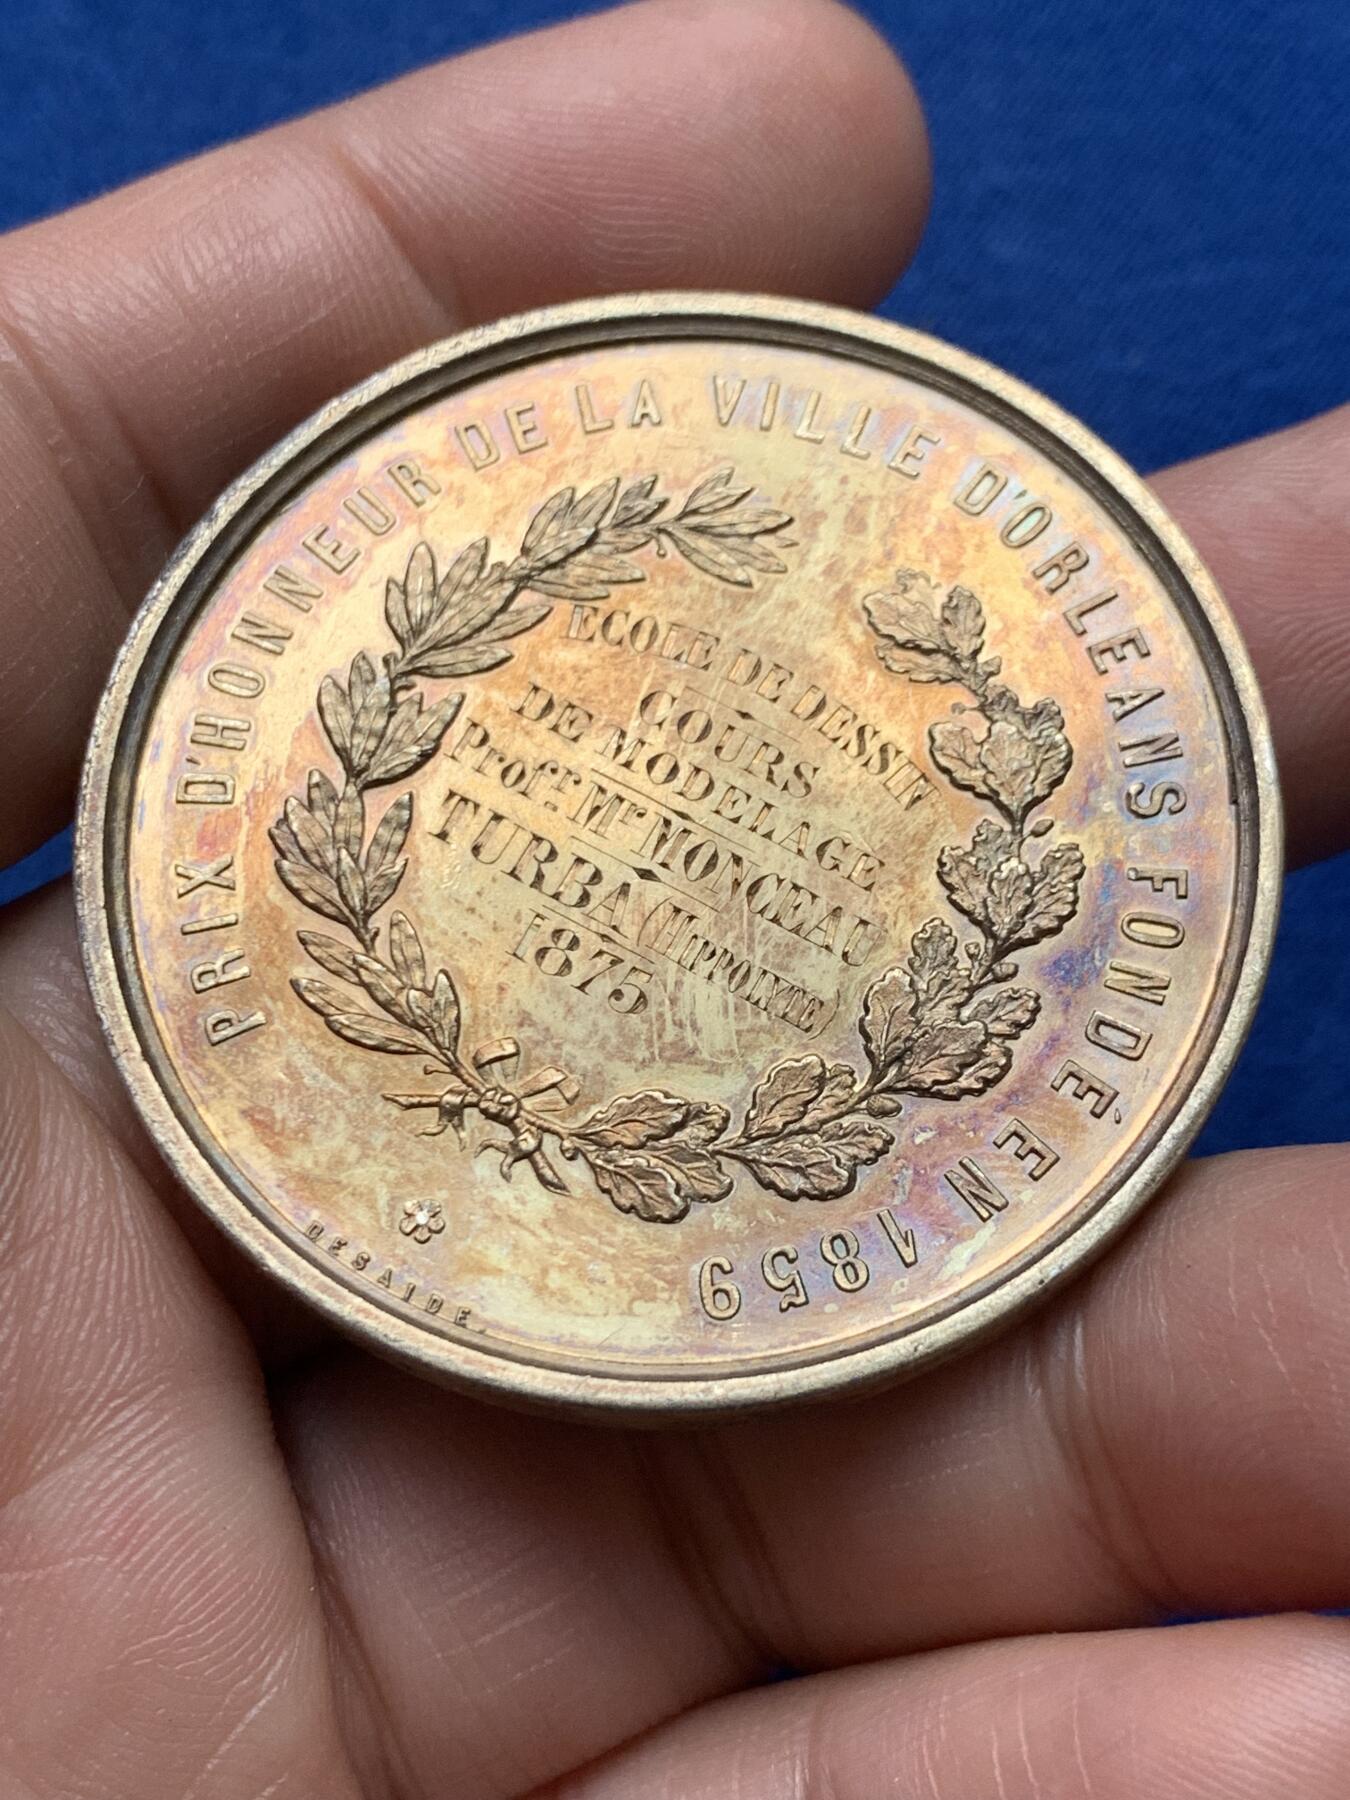 PRIX D'HONNEUR DE LA VILLE D'ORLEANS FONDÉ EN 1859
ECOLE DE DESSIN
COURS
DE MODELAGE
Profr. Mr MONCEAU
TURBA (HIPPOLYTE)
1875
DESAIDE.